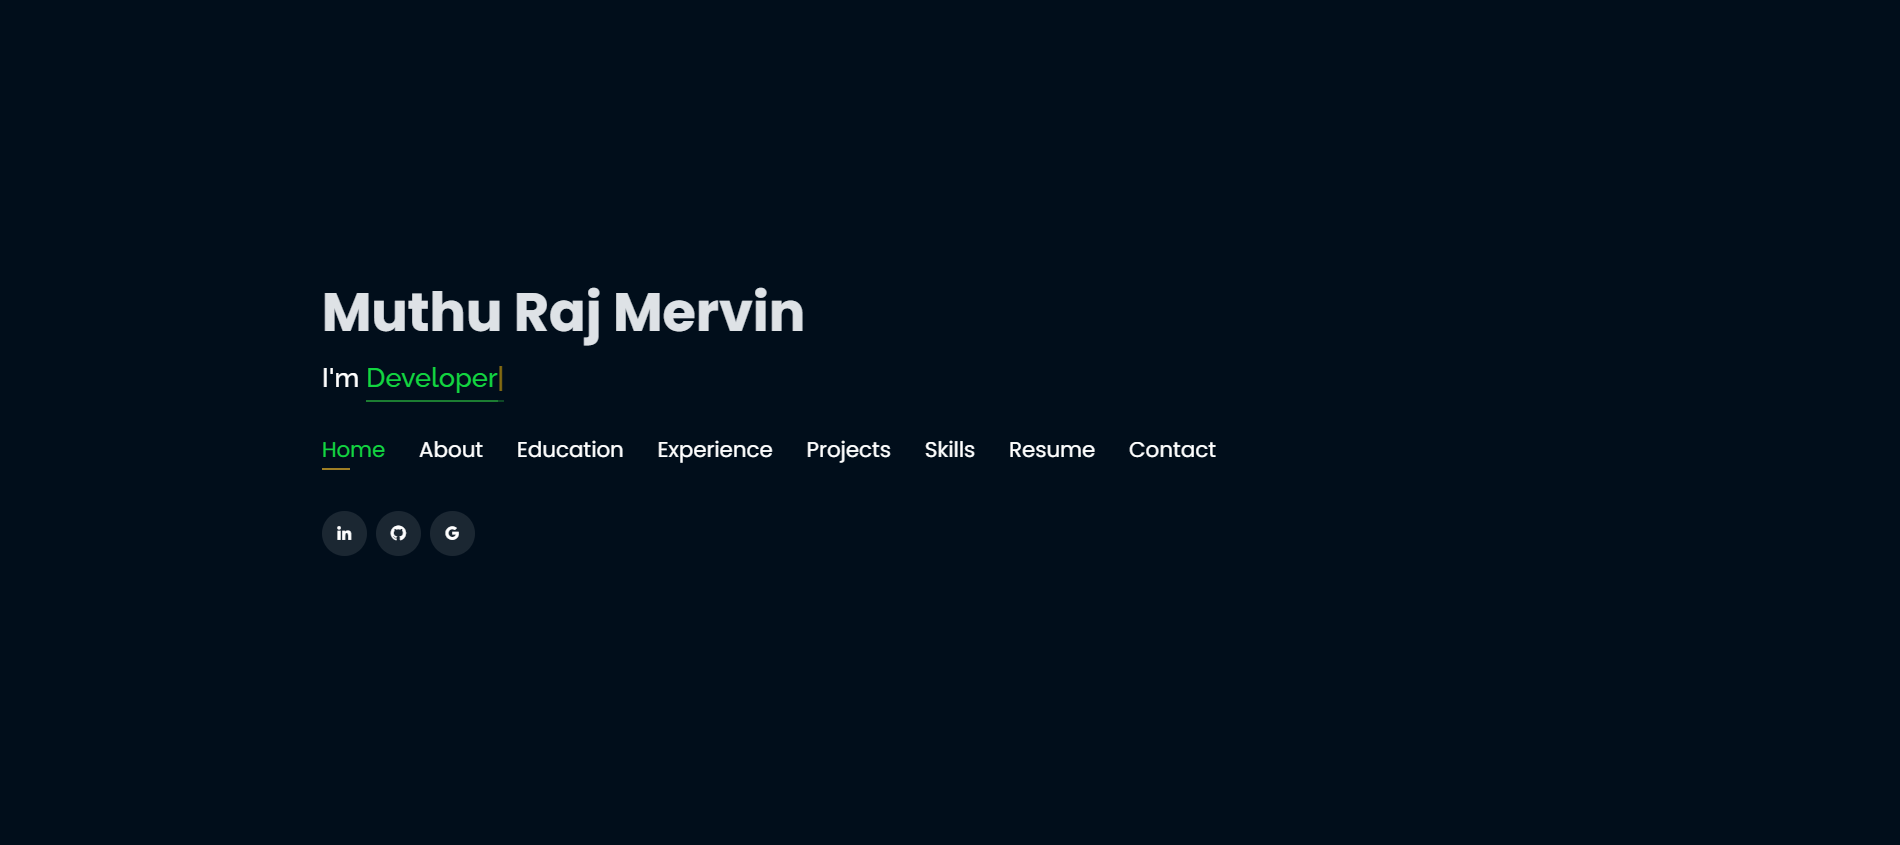 Muthu Raj Mervin
I'm Developer
Home About Education Experience Projects Skills Resume Contact
in G